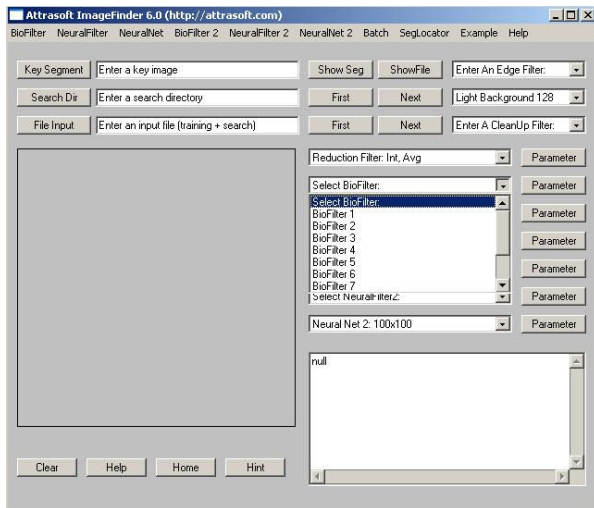 Attrasoft ImageFinder 6.0 (http://attrasoft.com)
BioFilter NeuralFilter NeuralNet BioFilter 2 NeuralFilter 2 NeuralNet 2 Batch SegLocator Example Help
Key Segment Enter a key image Show Seg ShowFile Enter An Edge Filter:
Search Dir Enter a search directory First Next Light Background 128
File Input Enter an input file (training + search) First Next Enter A CleanUp Filter:
Reduction Filter: Int, Avg Parameter
Select BioFilter: Parameter
Select BioFilter:
BioFilter 1 Parameter
BioFilter 2
BioFilter 3 Parameter
BioFilter 4
BioFilter 5 Parameter
BioFilter 6
BioFilter 7
Select NeuralFilter2: Parameter
Neural Net 2: 100x100 Parameter
null
Clear Help Home Hint